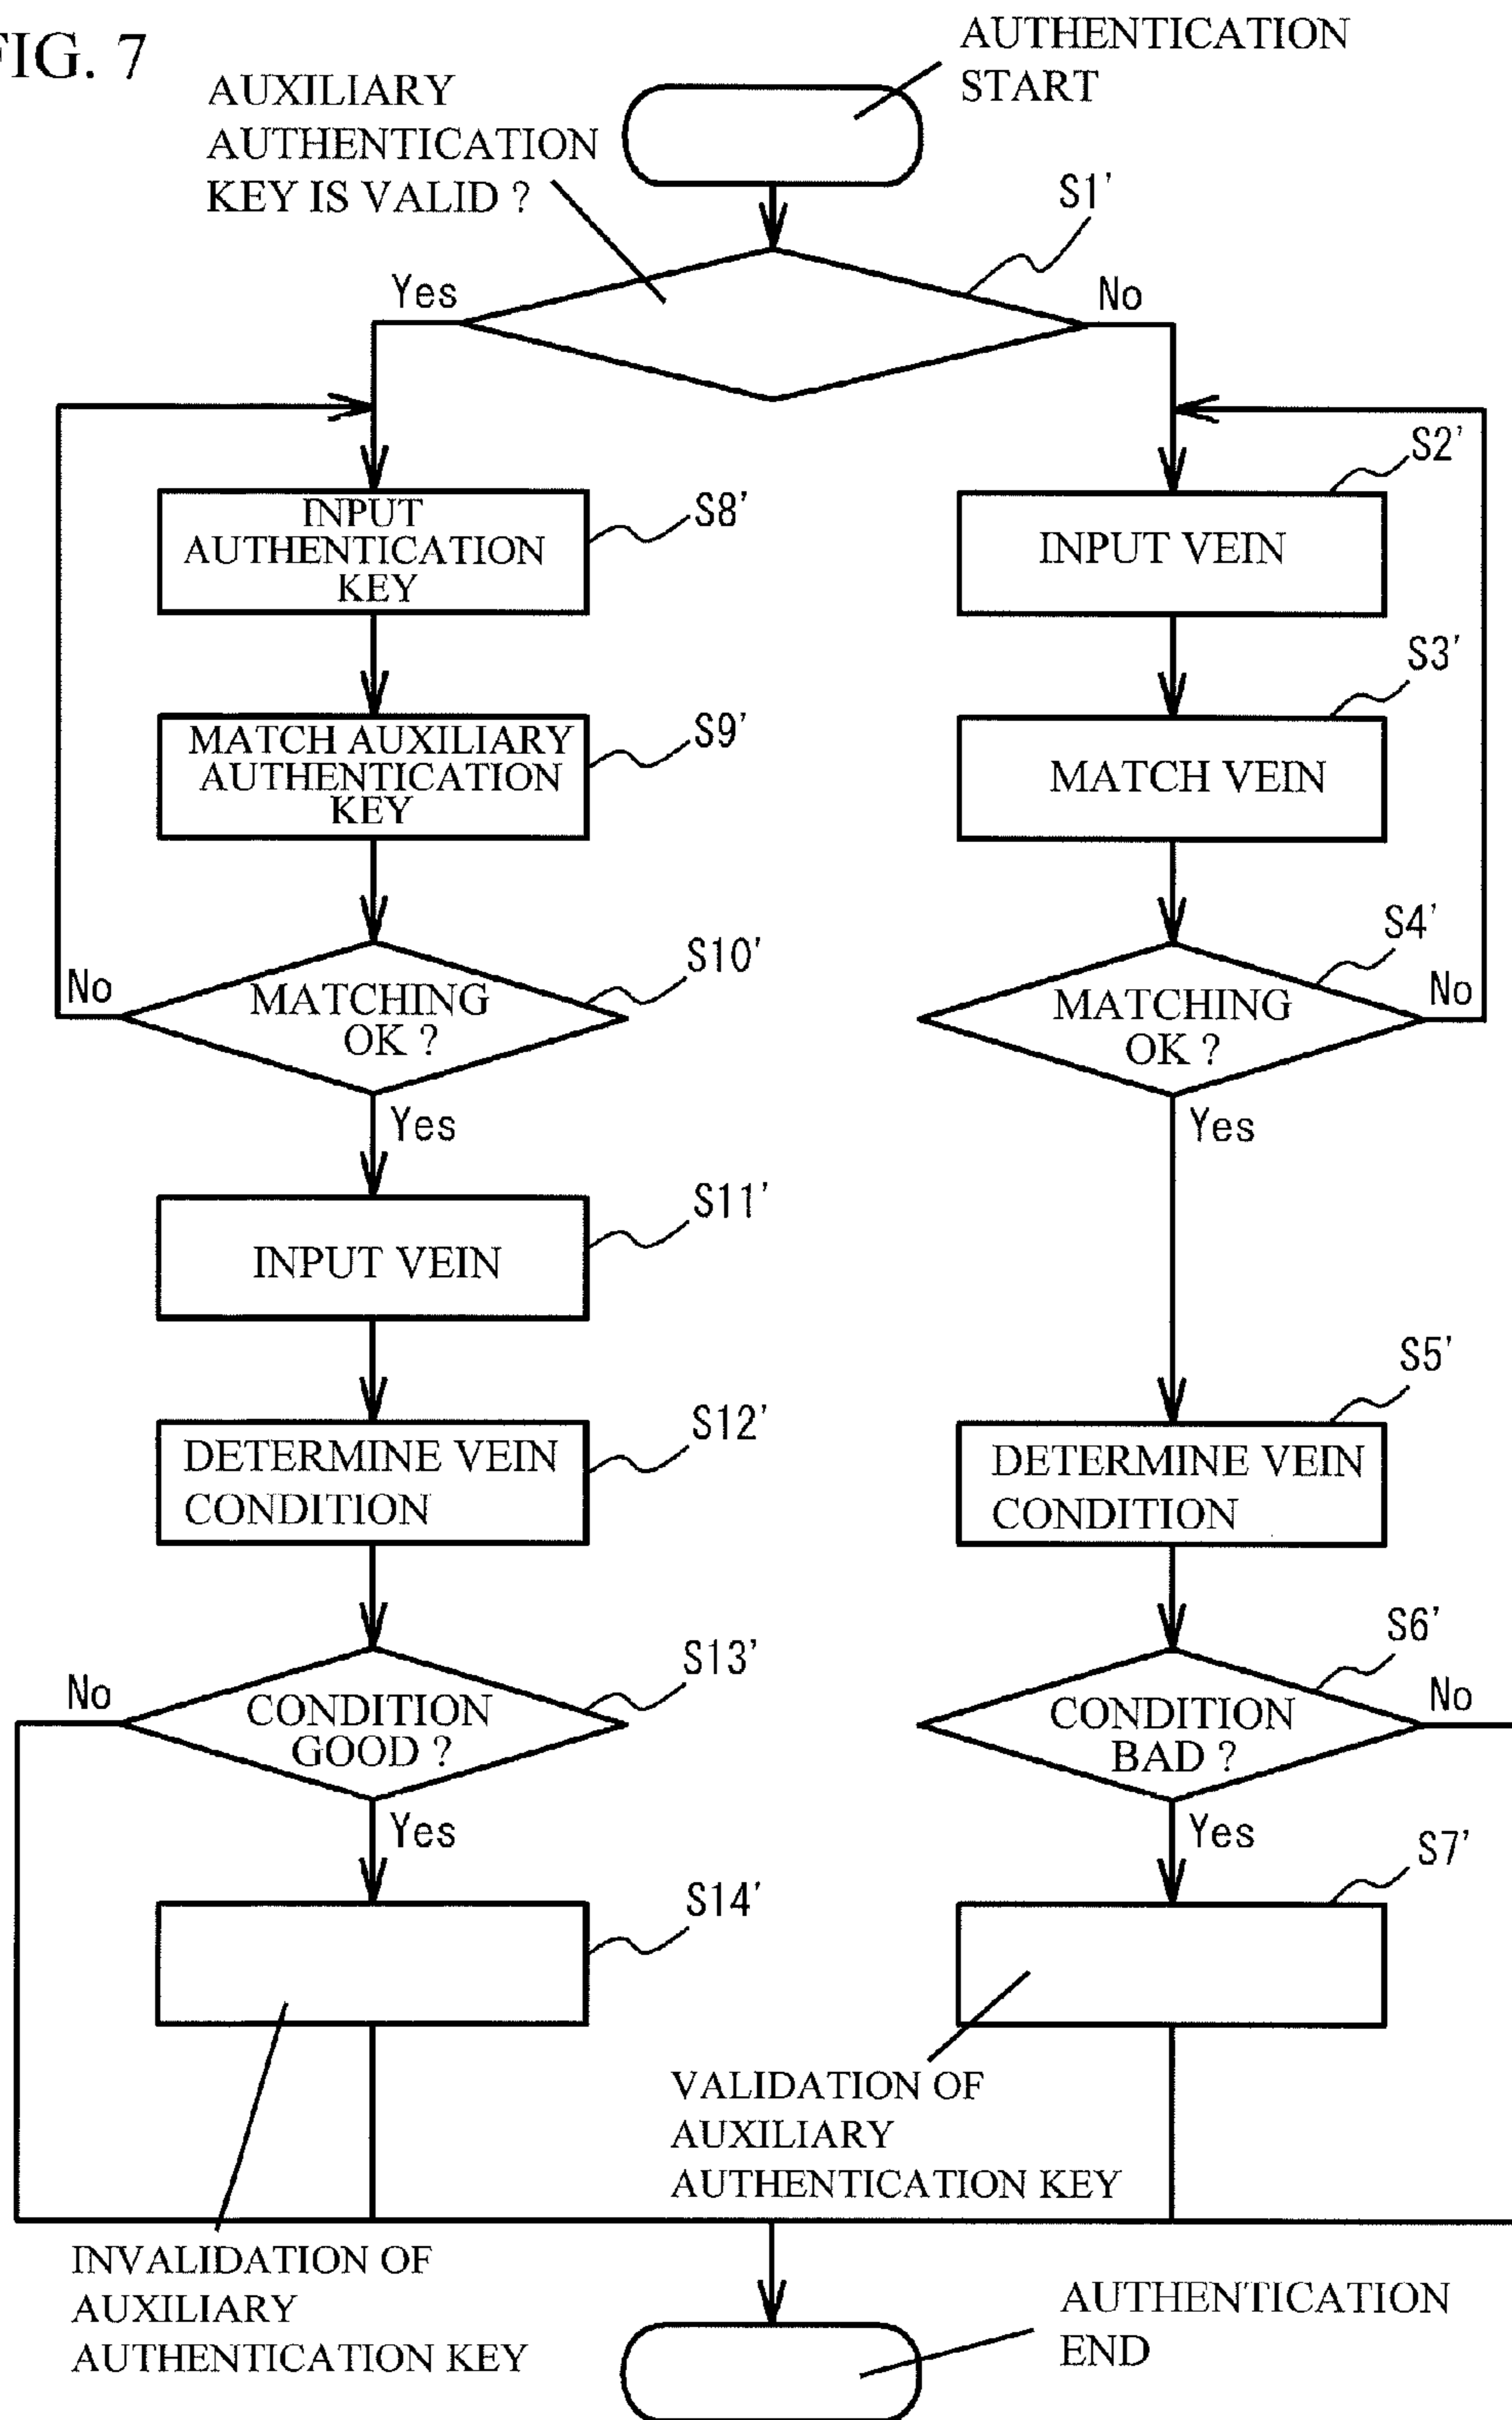 FIG. 7
AUTHENTICATION
START
AUXILIARY
AUTHENTICATION
KEY IS VALID ?
S1'
Yes
No
S2'
INPUT
AUTHENTICATION
KEY
S8'
INPUT VEIN
S3'
MATCH AUXILIARY
AUTHENTICATION
KEY
S9'
MATCH VEIN
S4'
MATCHING
OK ?
S10'
No
MATCHING
OK ?
No
Yes
Yes
INPUT VEIN
S11'
S5'
DETERMINE VEIN
CONDITION
S12'
DETERMINE VEIN
CONDITION
S6'
CONDITION
GOOD ?
S13'
No
CONDITION
BAD ?
No
Yes
Yes
S7'
S14'
VALIDATION OF
AUXILIARY
AUTHENTICATION KEY
INVALIDATION OF
AUXILIARY
AUTHENTICATION KEY
AUTHENTICATION
END